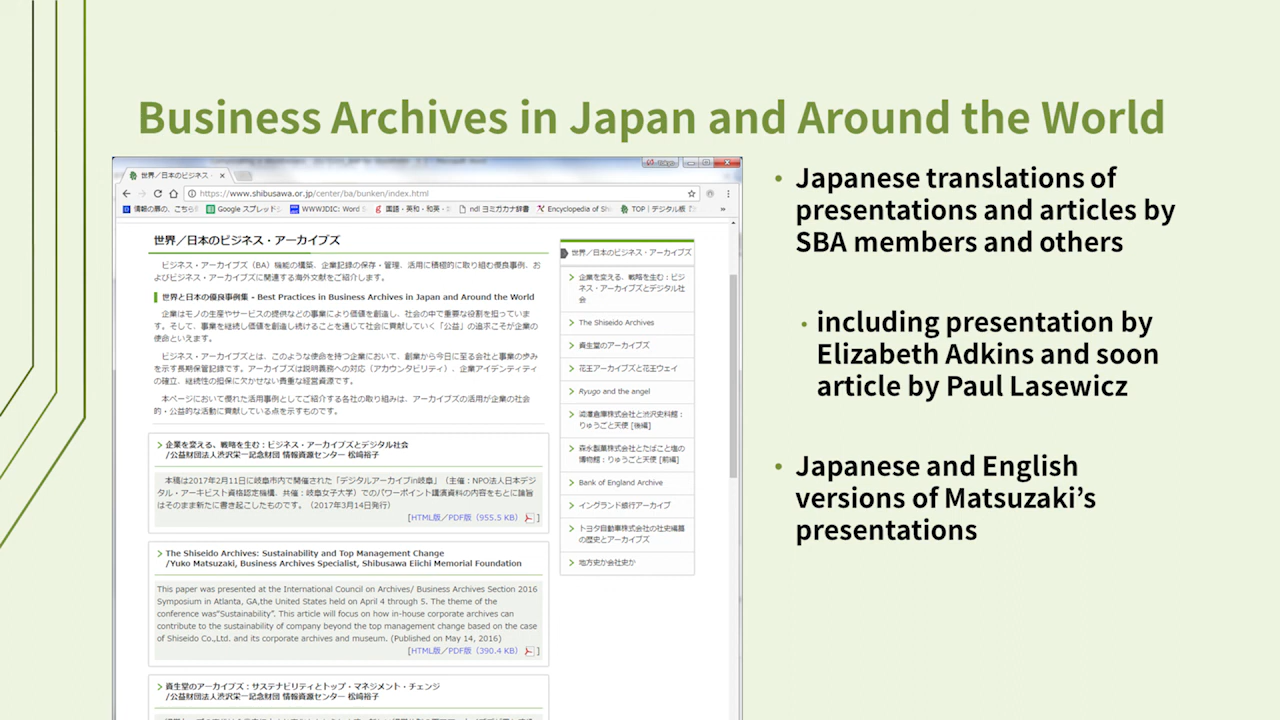 Business Archives in Japan and Around the World
世界／日本のビジネス・
https://www.shibusawa.or.jp/center/ba/bunken/index.html
情報の扉の、こちら
Google スプレッドシ
WWWJDIC: Word
国語・英和・和英・
ndl ヨミガカナ辞書
Encyclopedia of Shi
TOP | デジタル版『
世界／日本のビジネス・アーカイブズ
ビジネス・アーカイブズ（BA）機能の構築、企業記録の保存・管理、活用に積極的に取り組む優良事例、お
よびビジネス・アーカイブズに関連する海外文献をご紹介します。
世界と日本の優良事例集 - Best Practices in Business Archives in Japan and Around the World
企業はモノの生産やサービスの提供などの事業により価値を創造し、社会の中で重要な役割を担っていま
す。そして、事業を継続し価値を創造し続けることを通じて社会に貢献していく「公益」の追求こそが企業の
使命といえます。
ビジネス・アーカイブズとは、このような使命を持つ企業において、創業から今日に至る会社と事業の歩み
を示す長期保管記録です。アーカイブズは説明義務への対応（アカウンタビリティ）、企業アイデンティティ
の確立、継続性の担保に欠かせない貴重な経営資源です。
本ページにおいて優れた活用事例としてご紹介する各社の取り組みは、アーカイブズの活用が企業の社会
的・公益的な活動に貢献している点を示すものです。
企業を変える、戦略を生む：ビジネス・アーカイブズとデジタル社会
/公益財団法人渋沢栄一記念財団 情報資源センター 松崎裕子
本稿は2017年2月11日に岐阜市内で開催された「デジタルアーカイブin岐阜」（主催：NPO法人日本デジ
タル・アーキビスト資格認定機構、共催：岐阜女子大学）でのパワーポイント講演資料の内容をもとに論旨
はそのまま新たに書き起こしたものです。（2017年3月14日発行）
[HTML版／PDF版（955.5 KB） ]
The Shiseido Archives: Sustainability and Top Management Change
/Yuko Matsuzaki, Business Archives Specialist, Shibusawa Eiichi Memorial Foundation
This paper was presented at the International Council on Archives/ Business Archives Section 2016
Symposium in Atlanta, GA,the United States held on April 4 through 5. The theme of the
conference was"Sustainability". This article will focus on how in-house corporate archives can
contribute to the sustainability of company beyond the top management change based on the case
of Shiseido Co.,Ltd. and its corporate archives and museum. (Published on May 14, 2016)
[HTML版／PDF版（390.4 KB） ]
資生堂のアーカイブズ：サステナビリティとトップ・マネジメント・チェンジ
/公益財団法人渋沢栄一記念財団 情報資源センター 松崎裕子
世界／日本のビジネス・アーカイブズ
企業を変える、戦略を生む：ビジ
ネス・アーカイブズとデジタル社
会
The Shiseido Archives
資生堂のアーカイブズ
花王アーカイブズと花王ウェイ
Ryugo and the angel
澁澤倉庫株式会社と渋沢史料館：
りゅうごと天使 [後編]
森永製菓株式会社とたばこと塩の
博物館：りゅうごと天使 [前編]
Bank of England Archive
イングランド銀行アーカイブ
トヨタ自動車株式会社の社史編纂
の歴史とアーカイブズ
地方史か会社史か
• Japanese translations of
presentations and articles by
SBA members and others
• including presentation by
Elizabeth Adkins and soon
article by Paul Lasewicz
• Japanese and English
versions of Matsuzaki’s
presentations